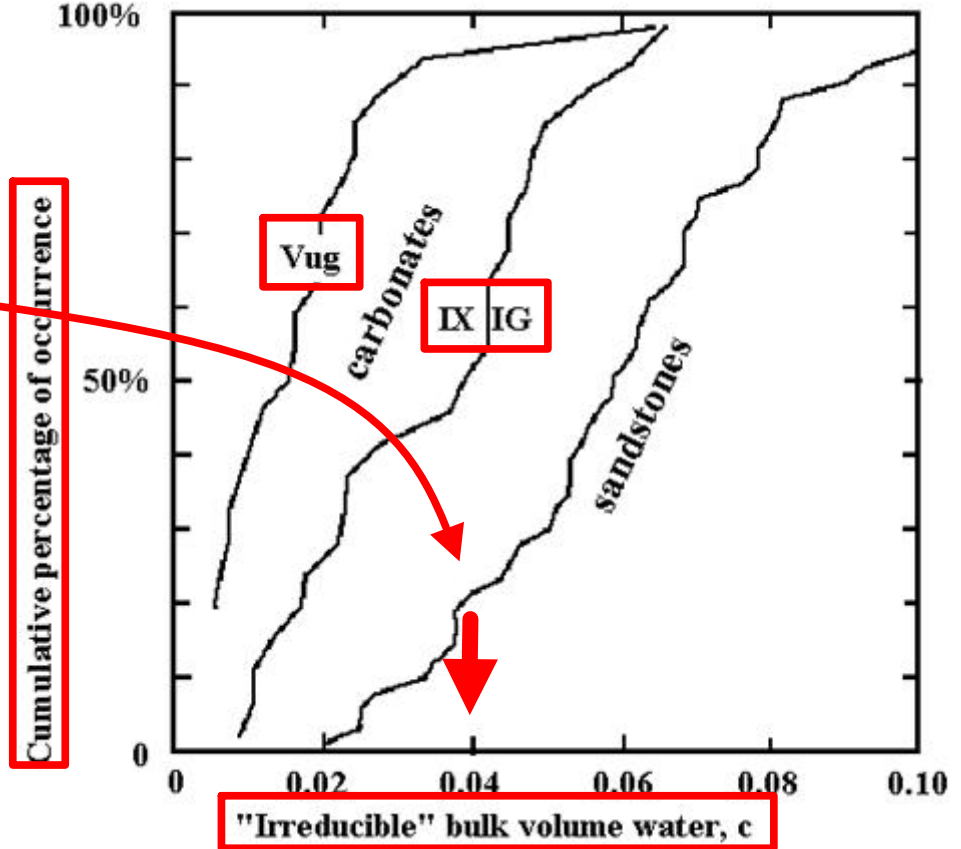 100%
Cumulative percentage of occurrence
Vug
carbonates
IX IG
50%
sandstones
0
0 0.02 0.04 0.06 0.08 0.10
"Irreducible" bulk volume water, c